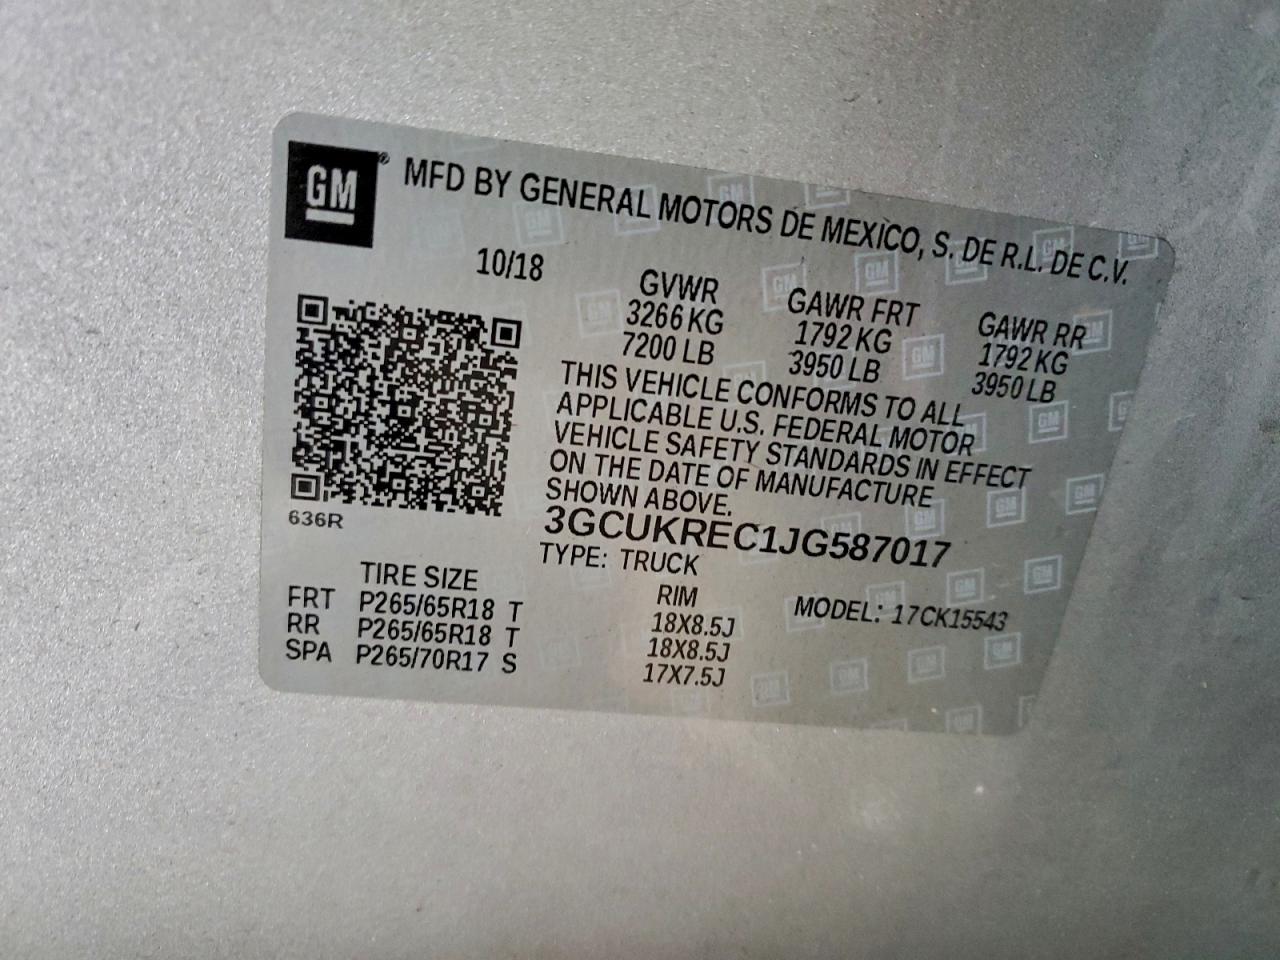 GM® MFD BY GENERAL MOTORS DE MEXICO, S. DE R.L. DE C.V.
10/18
GVWR GAWR FRT GAWR RR
3266 KG 1792 KG 1792 KG
7200 LB 3950 LB 3950 LB
THIS VEHICLE CONFORMS TO ALL
APPLICABLE U.S. FEDERAL MOTOR
VEHICLE SAFETY STANDARDS IN EFFECT
ON THE DATE OF MANUFACTURE
SHOWN ABOVE.
636R
3GCUKREC1JG587017
TYPE: TRUCK
TIRE SIZE RIM MODEL: 17CK15543
FRT P265/65R18 T 18X8.5J
RR P265/65R18 T 18X8.5J
SPA P265/70R17 S 17X7.5J